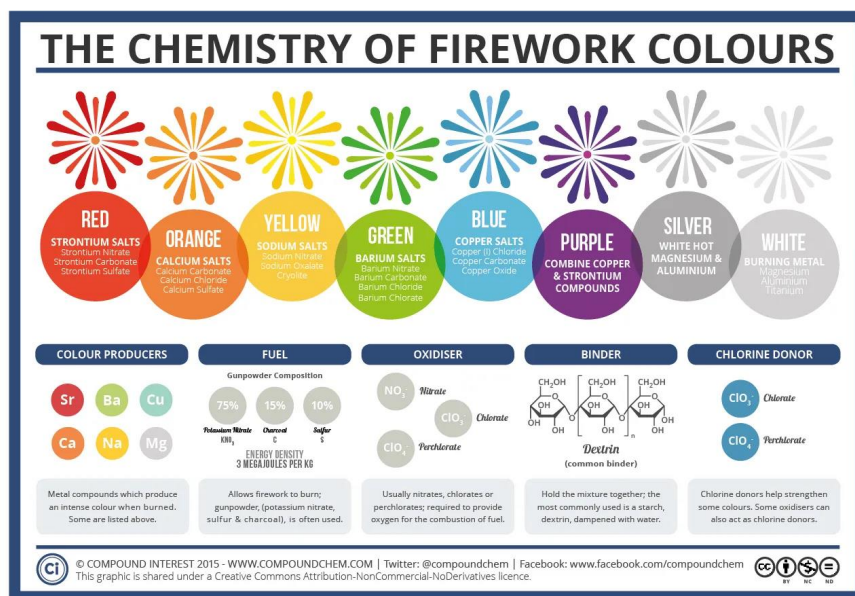 THE CHEMISTRY OF FIREWORK COLOURS
RED
STRONTIUM SALTS
Strontium Nitrate
Strontium Carbonate
Strontium Sulfate
ORANGE
CALCIUM SALTS
Calcium Carbonate
Calcium Chloride
Calcium Sulfate
YELLOW
SODIUM SALTS
Sodium Nitrate
Sodium Oxalate
Cryolite
GREEN
BARIUM SALTS
Barium Nitrate
Barium Carbonate
Barium Chloride
Barium Chlorate
BLUE
COPPER SALTS
Copper (I) Chloride
Copper Carbonate
Copper Oxide
PURPLE
COMBINE COPPER
& STRONTIUM
COMPOUNDS
SILVER
WHITE HOT
MAGNESIUM &
ALUMINIUM
WHITE
BURNING METAL
Magnesium
Aluminium
Titanium
COLOUR PRODUCERS
Sr Ba Cu
Ca Na Mg
Metal compounds which produce
an intense colour when burned.
Some are listed above.
FUEL
Gunpowder Composition
75% 15% 10%
Potassium Nitrate Charcoal Sulfur
KNO₃ C S
ENERGY DENSITY
3 MEGAJOULES PER KG
Allows firework to burn;
gunpowder, (potassium nitrate,
sulfur & charcoal), is often used.
OXIDISER
NO₃⁻ Nitrate
ClO₃⁻ Chlorate
ClO₄⁻ Perchlorate
Usually nitrates, chlorates or
perchlorates; required to provide
oxygen for the combustion of fuel.
BINDER
CH₂OH CH₂OH CH₂OH
O O O
OH OH OH
OH O O OH
OH OH OH
n
Dextrin
(common binder)
Hold the mixture together; the
most commonly used is a starch,
dextrin, dampened with water.
CHLORINE DONOR
ClO₃⁻ Chlorate
ClO₄⁻ Perchlorate
Chlorine donors help strengthen
some colours. Some oxidisers can
also act as chlorine donors.
Ci
© COMPOUND INTEREST 2015 - WWW.COMPOUNDCHEM.COM | Twitter: @compoundchem | Facebook: www.facebook.com/compoundchem
This graphic is shared under a Creative Commons Attribution-NonCommercial-NoDerivatives licence.
cc BY NC ND